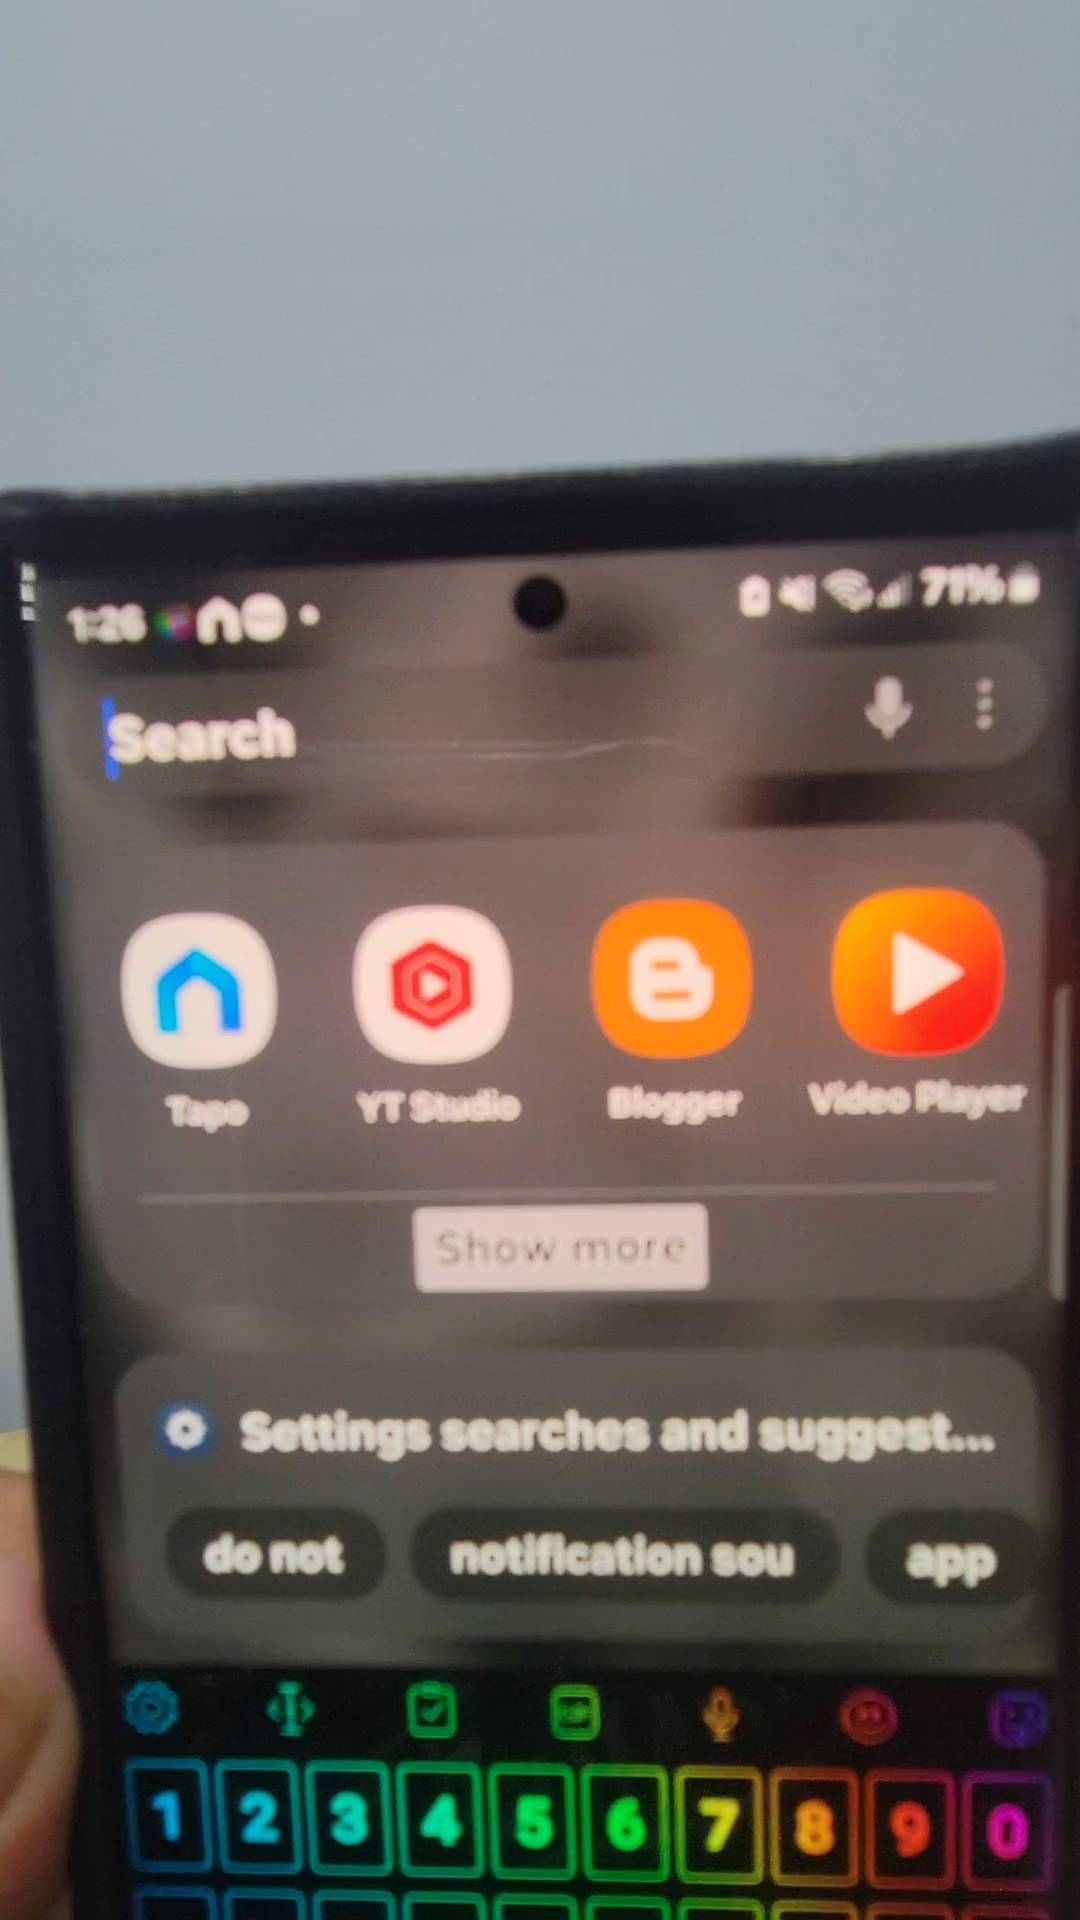 1:26 71%
Search
Tapo YT Studio Blogger Video Player
Show more
Settings searches and suggest...
do not notification sou app
1 2 3 4 5 6 7 8 9 0